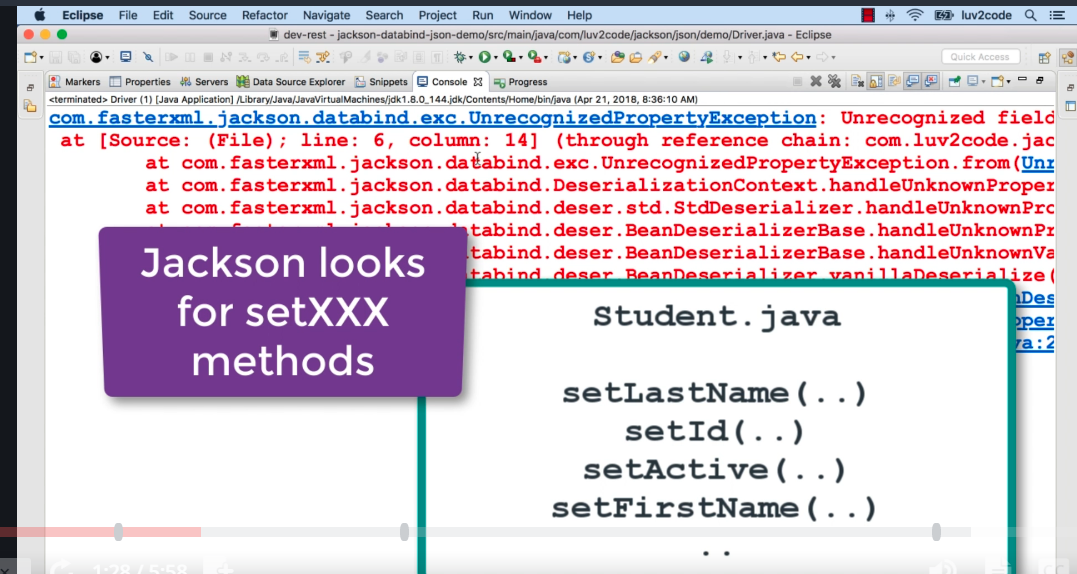 Eclipse File Edit Source Refactor Navigate Search Project Run Window Help luv2code
dev-rest - jackson-databind-json-demo/src/main/java/com/luv2code/jackson/json/demo/Driver.java - Eclipse
Quick Access
Markers Properties Servers Data Source Explorer Snippets Console Progress
<terminated> Driver (1) [Java Application] /Library/Java/JavaVirtualMachines/jdk1.8.0_144.jdk/Contents/Home/bin/java (Apr 21, 2018, 8:36:10 AM)
com.fasterxml.jackson.databind.exc.UnrecognizedPropertyException: Unrecognized field
at [Source: (File); line: 6, column: 14] (through reference chain: com.luv2code.jac
at com.fasterxml.jackson.databind.exc.UnrecognizedPropertyException.from(Unr
at com.fasterxml.jackson.databind.DeserializationContext.handleUnknownProper
at com.fasterxml.jackson.databind.deser.std.StdDeserializer.handleUnknownPro
tabind.deser.BeanDeserializerBase.handleUnknownPr
tabind.deser.BeanDeserializerBase.handleUnknownVa
tabind.deser.BeanDeserializer.vanillaDeserialize(
nDes
oper
va:2
Jackson looks
for setXXX
methods
Student.java
setLastName(..)
setId(..)
setActive(..)
setFirstName(..)
..
1:28 / 5:58
CC